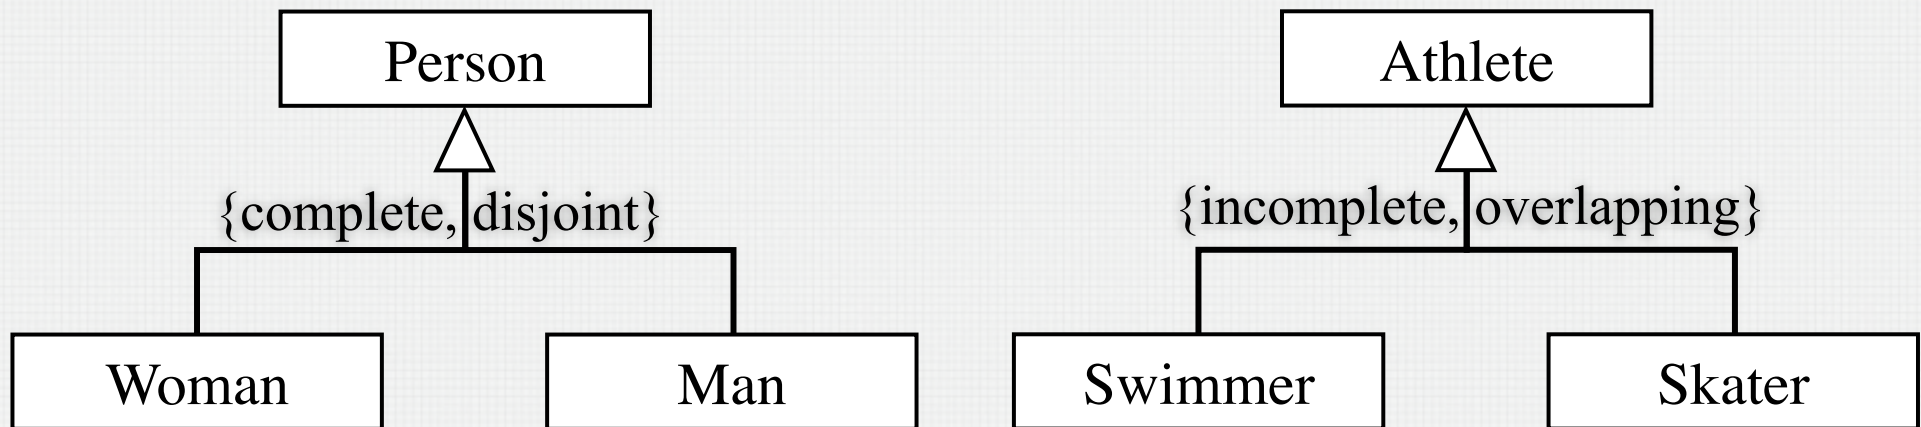 Person
Athlete
{complete, disjoint}
{incomplete, overlapping}
Woman
Man
Swimmer
Skater